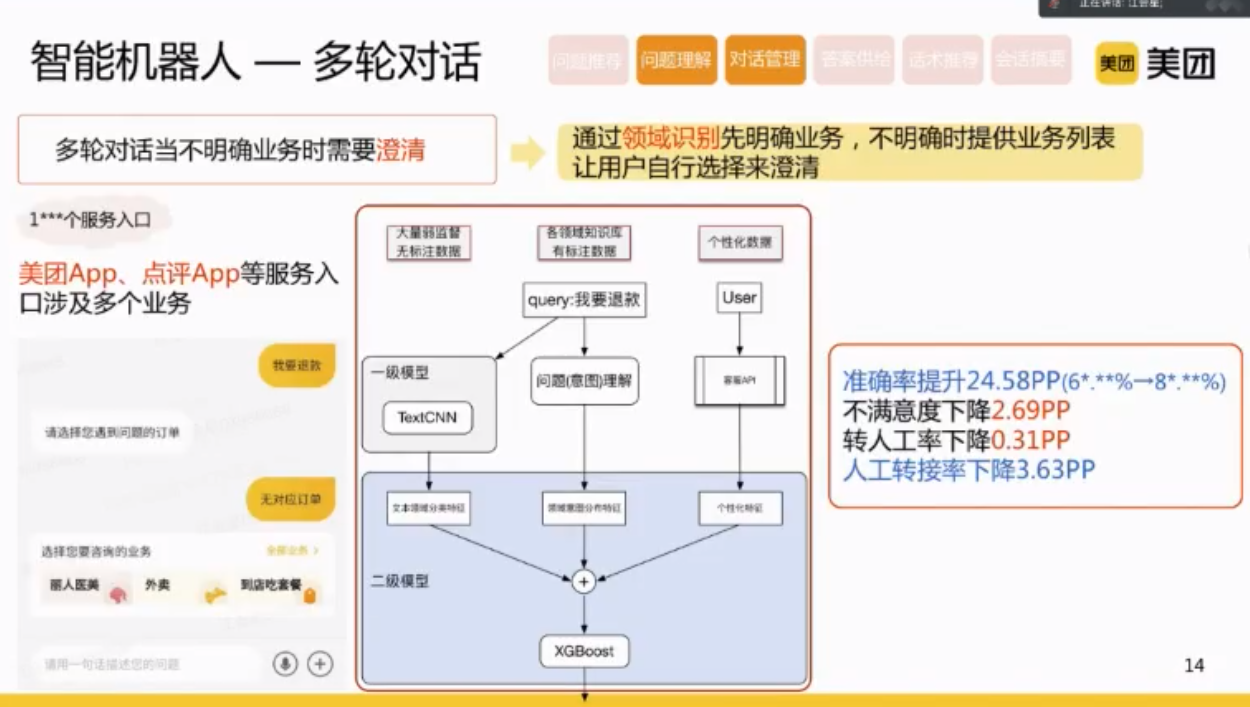 正在讲话: 江会星;
智能机器人 — 多轮对话
问题推荐 问题理解 对话管理 答案供给 话术推荐 会话摘要
美团 美团
多轮对话当不明确业务时需要澄清
通过领域识别先明确业务，不明确时提供业务列表
让用户自行选择来澄清
1***个服务入口
美团App、点评App等服务入
口涉及多个业务
我要退款
请选择您遇到问题的订单
无对应订单
选择您要咨询的业务
全部业务 >
丽人医美 外卖 到店吃套餐
请用一句话描述您的问题
大量弱监督
无标注数据
各领域知识库
有标注数据
个性化数据
query:我要退款
User
一级模型
TextCNN
问题(意图)理解
客服API
文本领域分类特征
领域意图分布特征
个性化特征
二级模型
+
XGBoost
准确率提升24.58PP(6*.**%→8*.**%)
不满意度下降2.69PP
转人工率下降0.31PP
人工转接率下降3.63PP
14